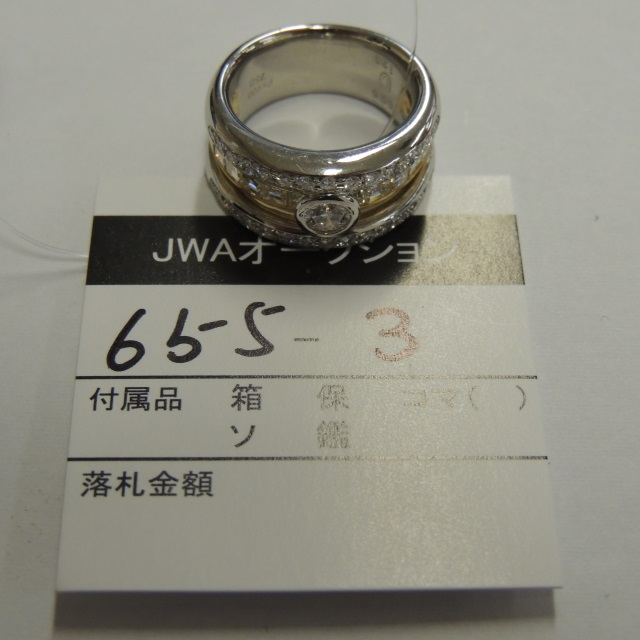 JWAオークション
655-3
付属品 箱 保 コマ( )
ソ 鑑
落札金額